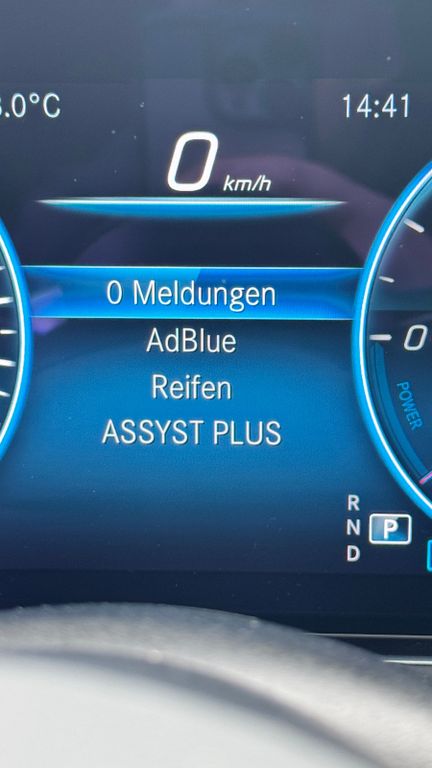 .0°C
14:41
0 km/h
0 Meldungen
AdBlue
Reifen
ASSYST PLUS
0
POWER
R
N P
D